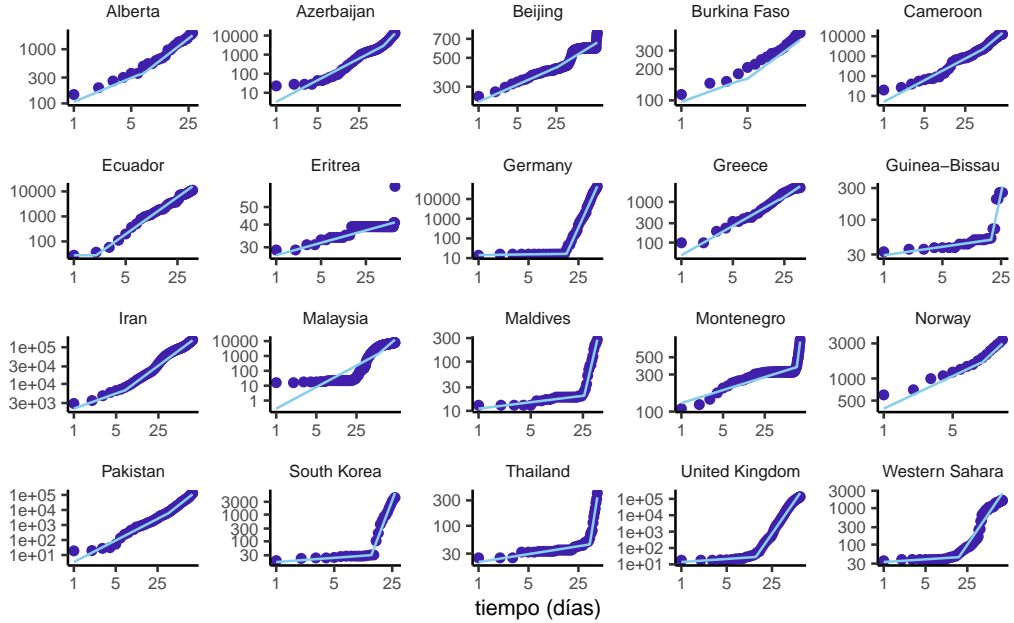 Alberta Azerbaijan Beijing Burkina Faso Cameroon
1000
300
100
1 5 25
10000
1000
100
10
1 5 25
700
500
300
1 5 25
300
200
100
1 5
10000
1000
100
10
1 5 25
Ecuador Eritrea Germany Greece Guinea−Bissau
10000
1000
100
1 5 25
50
40
30
1 5 25
10000
1000
100
10
1 5 25
1000
300
100
1 5 25
300
100
30
1 5 25
Iran Malaysia Maldives Montenegro Norway
1e+05
3e+04
1e+04
3e+03
1 5 25
10000
1000
100
10
1
1 5 25
300
100
30
10
1 5 25
500
300
100
1 5 25
3000
1000
500
1 5
Pakistan South Korea Thailand United Kingdom Western Sahara
1e+05
1e+04
1e+03
1e+02
1e+01
1 5 25
3000
1000
300
100
30
1 5 25
300
100
30
1 5 25
1e+05
1e+04
1e+03
1e+02
1e+01
1 5 25
3000
1000
300
100
30
1 5 25
tiempo (días)